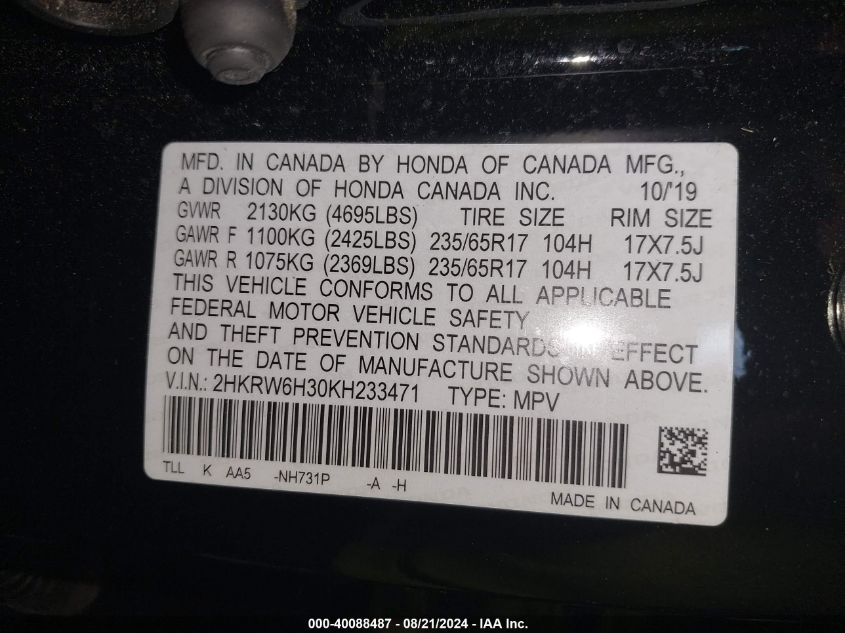 MFD. IN CANADA BY HONDA OF CANADA MFG.,
A DIVISION OF HONDA CANADA INC. 10/'19
GVWR 2130KG (4695LBS) TIRE SIZE RIM SIZE
GAWR F 1100KG (2425LBS) 235/65R17 104H 17X7.5J
GAWR R 1075KG (2369LBS) 235/65R17 104H 17X7.5J
THIS VEHICLE CONFORMS TO ALL APPLICABLE
FEDERAL MOTOR VEHICLE SAFETY
AND THEFT PREVENTION STANDARDS IN EFFECT
ON THE DATE OF MANUFACTURE SHOWN ABOVE.
V.I.N.: 2HKRW6H30KH233471 TYPE: MPV
TLL K AA5 -NH731P -A -H
MADE IN CANADA
000-40088487 - 08/21/2024 - IAA Inc.